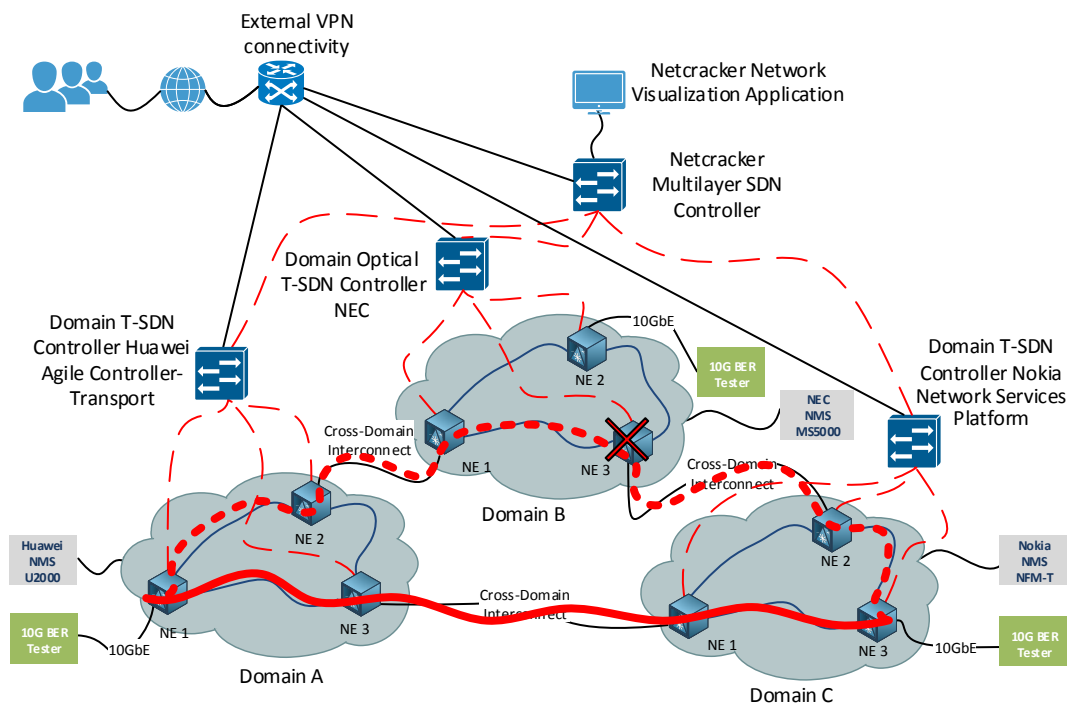 External VPN
connectivity
Netcracker Network
Visualization Application
Netcracker
Multilayer SDN
Controller
Domain Optical
T-SDN Controller
NEC
Domain T-SDN
Controller Huawei
Agile Controller-
Transport
10GbE
NE 2
10G BER
Tester
NEC
NMS
MS5000
Domain T-SDN
Controller Nokia
Network Services
Platform
Cross-Domain
Interconnect
NE 1
NE 3
Domain B
Cross-Domain
Interconnect
NE 2
NE 2
Huawei
NMS
U2000
Nokia
NMS
NFM-T
Cross-Domain
Interconnect
NE 1
NE 3
NE 1
NE 3
10G BER
Tester
10GbE
10GbE
10G BER
Tester
Domain A
Domain C